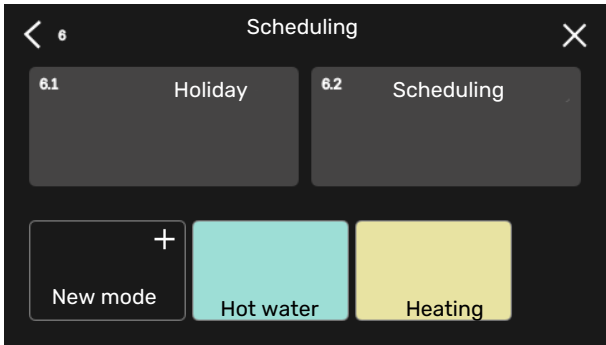 6 Scheduling
6.1 Holiday
6.2 Scheduling
New mode
Hot water
Heating